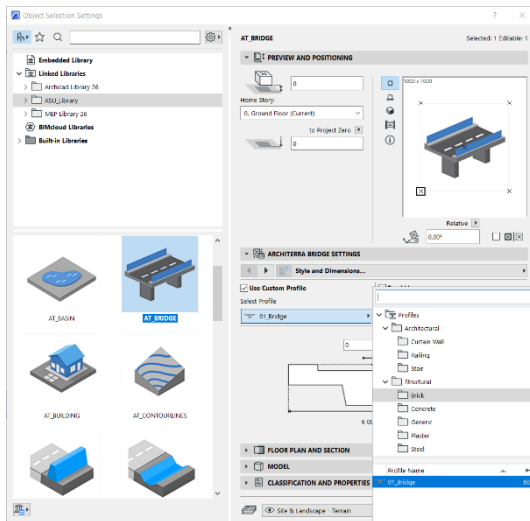 Object Selection Settings
Embedded Library
Linked Libraries
Archicad Library 26
ASU_Library
MEP Library 26
BIMcloud Libraries
Built-in Libraries
AT_BASIN
AT_BRIDGE
AT_BUILDING
AT_CONTOURLINES
AT_BRIDGE
Selected: 1 Editable: 1
PREVIEW AND POSITIONING
0
Home Story:
0. Ground Floor (Current)
to Project Zero
0
1000 x 1000
Relative
0,00°
ARCHITERRA BRIDGE SETTINGS
Style and Dimensions...
Use Custom Profile
Select Profile
01_Bridge
0
FLOOR PLAN AND SECTION
MODEL
CLASSIFICATION AND PROPERTIES
Site & Landscape - Terrain
Profiles
Architectural
Curtain Wall
Railing
Stair
Structural
Brick
Concrete
Generic
Plaster
Steel
Profile Name
01_Bridge